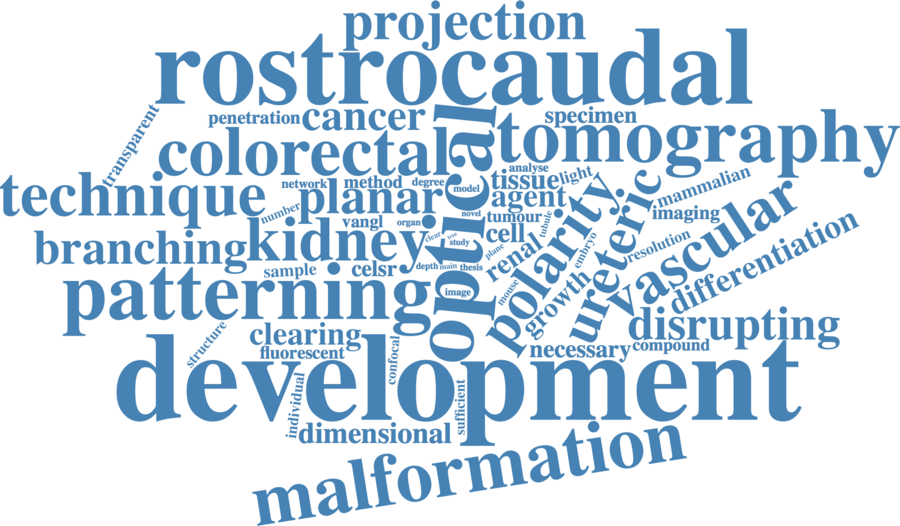 projection
rostrocaudal
penetration
cancer
specimen
transparent
colorectal
optical
tomography
technique
network
method
degree
model
analyse
tissue
light
mammalian
number
planar
novel
agent
polarity
ureteric
imaging
vascular
vangl
organ
tumour
tubule
branching
kidney
clear
tree
study
cell
plane
renal
embryo
resolution
differentiation
sample
celsr
depth
main
thesis
patterning
image
mouse
growth
disrupting
structure
clearing
fluorescent
confocal
necessary
compound
development
individual
sufficient
dimensional
malformation